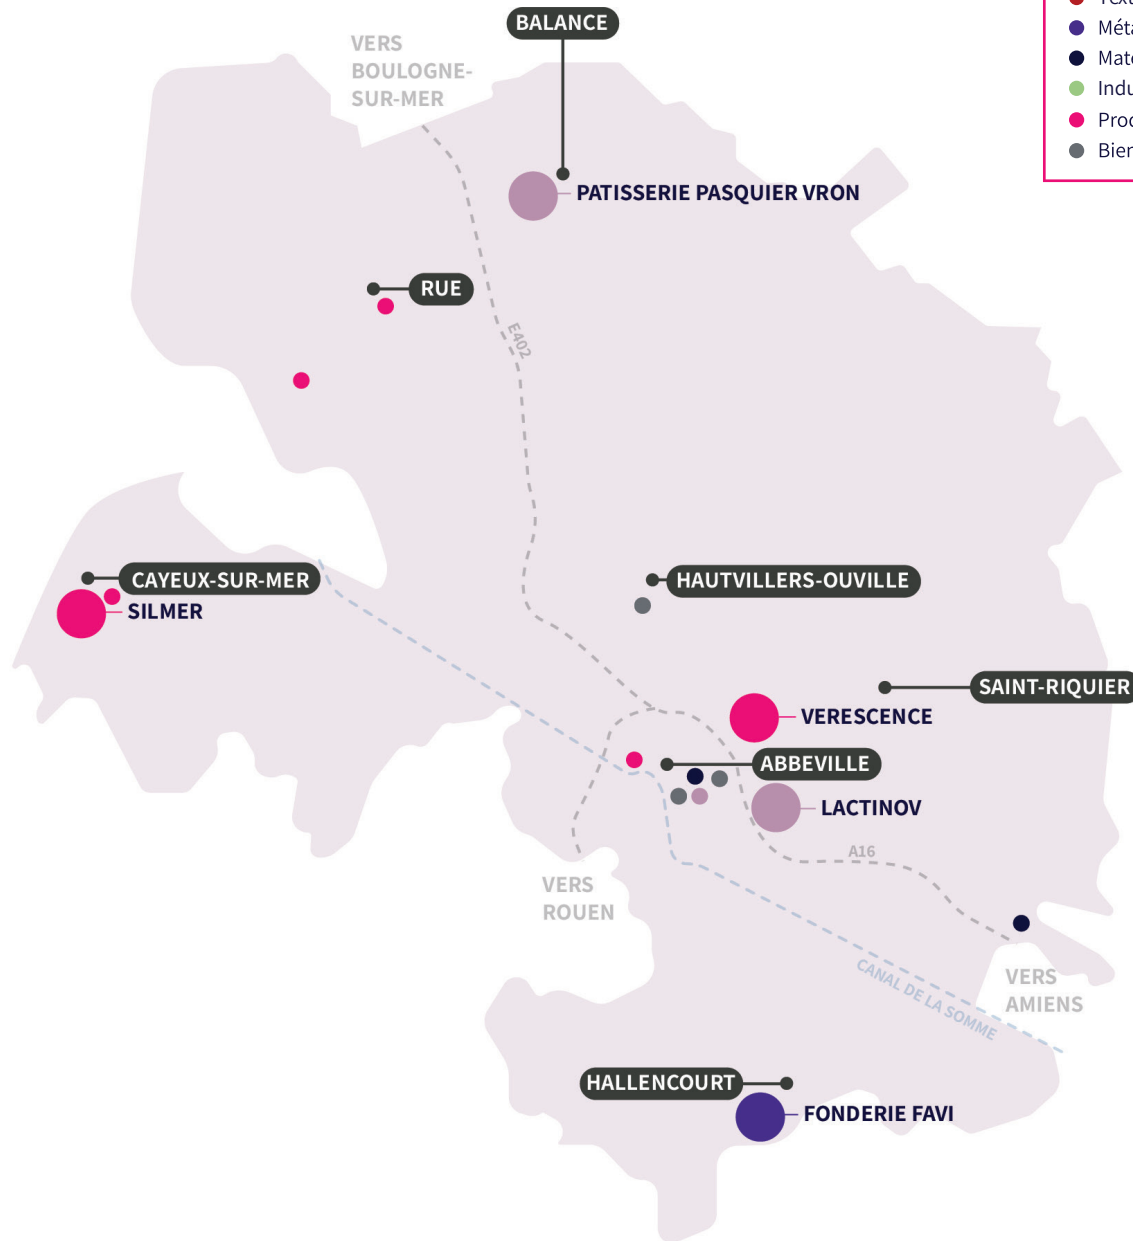 BALANCE
VERS
BOULOGNE-
SUR-MER
PATISSERIE PASQUIER VRON
RUE
E402
CAYEUX-SUR-MER
SILMER
HAUTVILLERS-OUVILLE
SAINT-RIQUIER
VERESCENCE
ABBEVILLE
LACTINOV
A16
VERS
ROUEN
CANAL DE LA SOMME
VERS
AMIENS
HALLENCOURT
FONDERIE FAVI